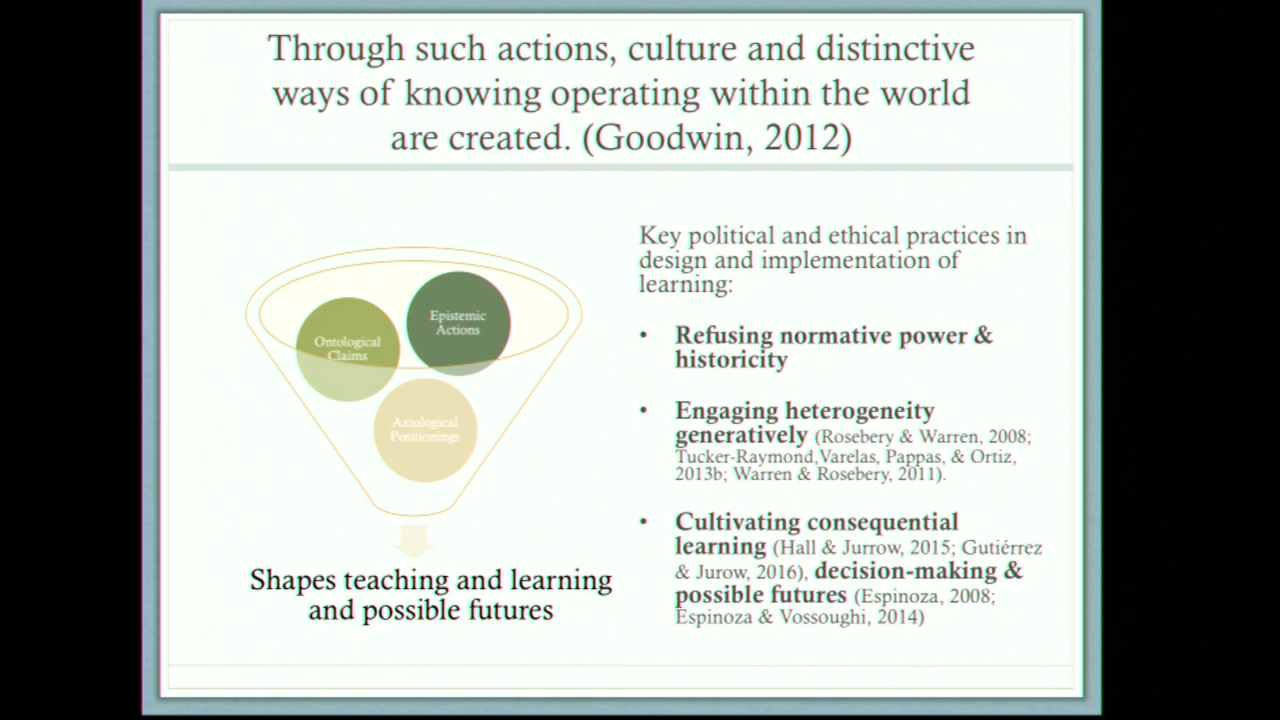 Through such actions, culture and distinctive
ways of knowing operating within the world
are created. (Goodwin, 2012)
Ontological
Claims
Epistemic
Actions
Axiological
Positionings
Shapes teaching and learning
and possible futures
Key political and ethical practices in
design and implementation of
learning:
• Refusing normative power &
historicity
• Engaging heterogeneity
generatively (Rosebery & Warren, 2008;
Tucker-Raymond,Varelas, Pappas, & Ortiz,
2013b; Warren & Rosebery, 2011).
• Cultivating consequential
learning (Hall & Jurrow, 2015; Gutiérrez
& Jurow, 2016), decision-making &
possible futures (Espinoza, 2008;
Espinoza & Vossoughi, 2014)